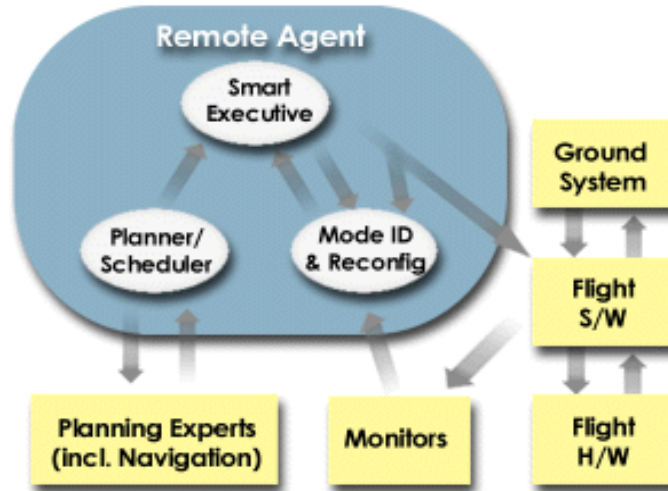 Remote Agent
Smart
Executive
Ground
System
Planner/
Scheduler
Mode ID
& Reconfig
Flight
S/W
Planning Experts
(incl. Navigation)
Monitors
Flight
H/W